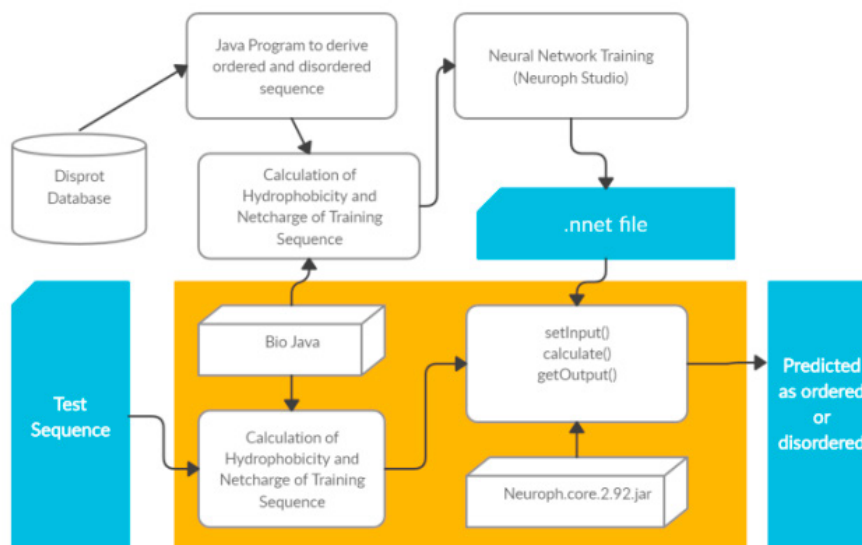 Java Program to derive
ordered and disordered
sequence
Neural Network Training
(Neuroph Studio)
Disprot
Database
Calculation of
Hydrophobicity and
Netcharge of Training
Sequence
.nnet file
Bio Java
setInput()
calculate()
getOutput()
Test
Sequence
Predicted
as ordered
or
disordered
Calculation of
Hydrophobicity and
Netcharge of Training
Sequence
Neuroph.core.2.92.jar